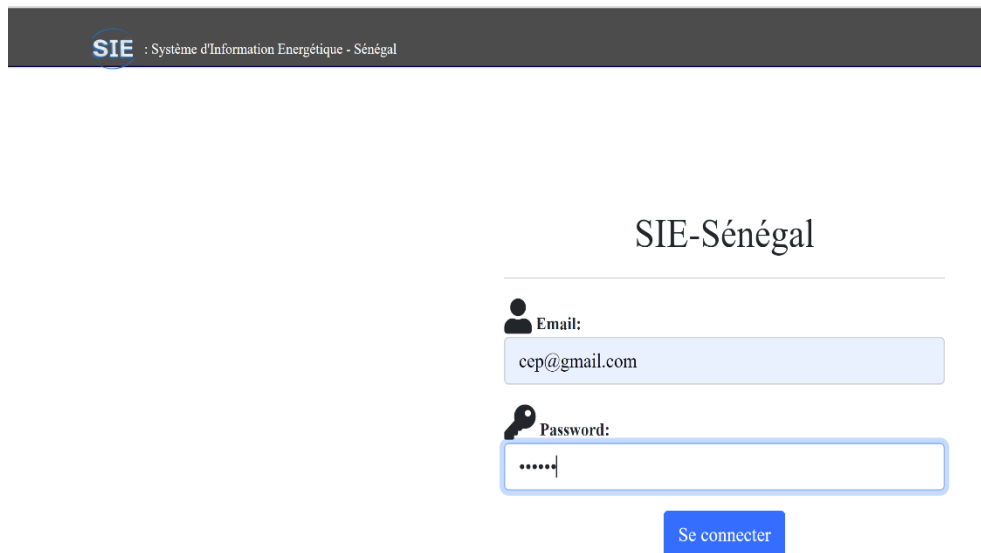 SIE : Système d'Information Energétique - Sénégal
SIE-Sénégal
Email:
cep@gmail.com
Password:
••••••
Se connecter